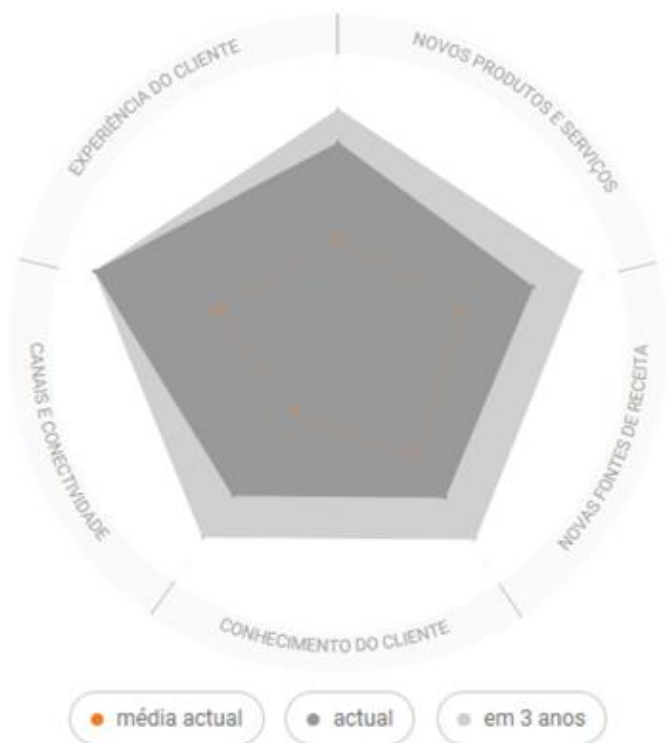 EXPERIÊNCIA DO CLIENTE
NOVOS PRODUTOS E SERVIÇOS
CANAIS E CONECTIVIDADE
NOVAS FONTES DE RECEITA
CONHECIMENTO DO CLIENTE
média actual
actual
em 3 anos